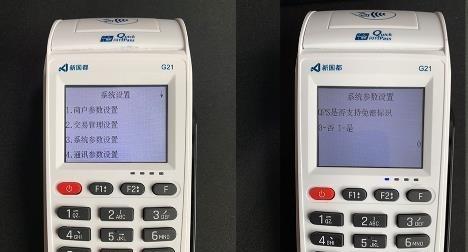 Quick Pass
新国都 G21
系统设置
1.商户参数设置
2.交易管理设置
3.系统参数设置
4.通讯参数设置
F1 F2 F
1 2 3
4 5 6
Quick Pass
新国都 G21
系统参数设置
QPS是否支持免签标识
0-否 1-是
0
F1 F2 F
1 2 3
4 5 6